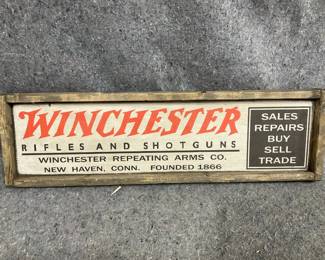 WINCHESTER
RIFLES AND SHOTGUNS
WINCHESTER REPEATING ARMS CO.
NEW HAVEN, CONN. FOUNDED 1866
SALES
REPAIRS
BUY
SELL
TRADE